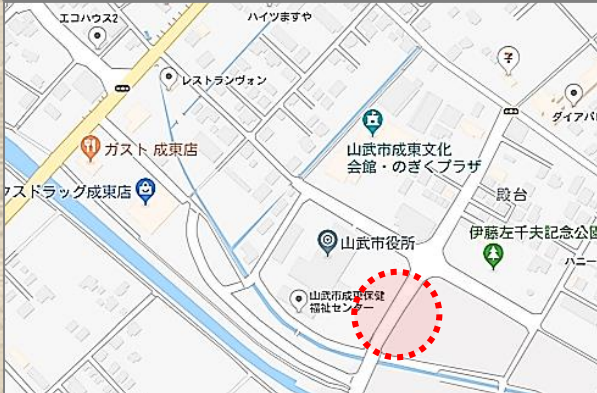 エコハウス2
ハイツますや
レストランヴォン
ガスト 成東店
クスドラッグ成東店
山武市成東文化
会館・のぎくプラザ
ダイアパレ
殿台
伊藤左千夫記念公園
ハニー
山武市役所
山武市成東保健
福祉センター